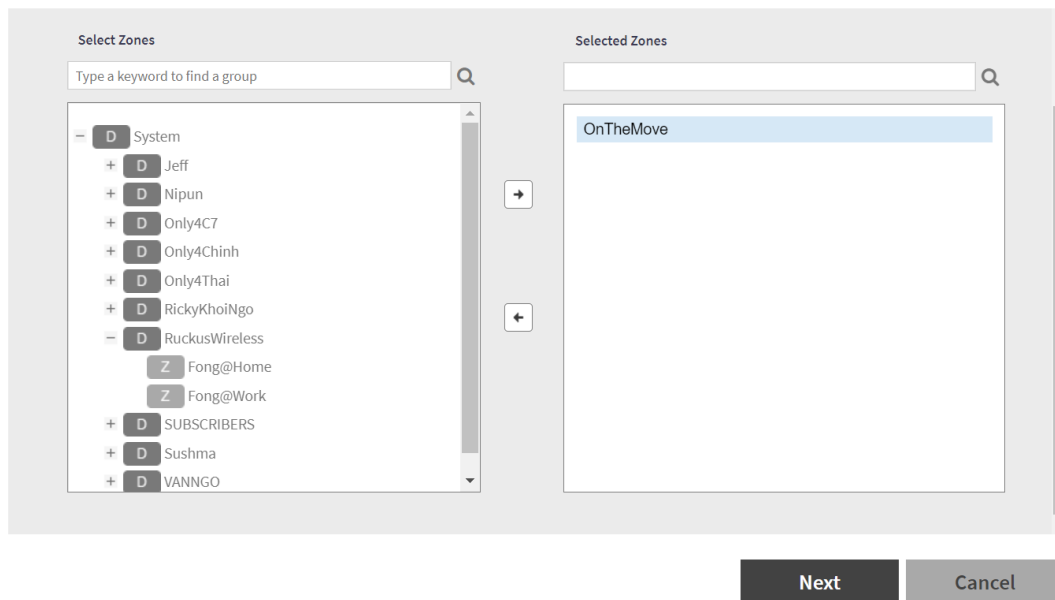 Select Zones
Type a keyword to find a group
D System
D Jeff
D Nipun
D Only4C7
D Only4Chinh
D Only4Thai
D RickyKhoiNgo
D RuckusWireless
Z Fong@Home
Z Fong@Work
D SUBSCRIBERS
D Sushma
D VANNGO
Selected Zones
OnTheMove
Next
Cancel